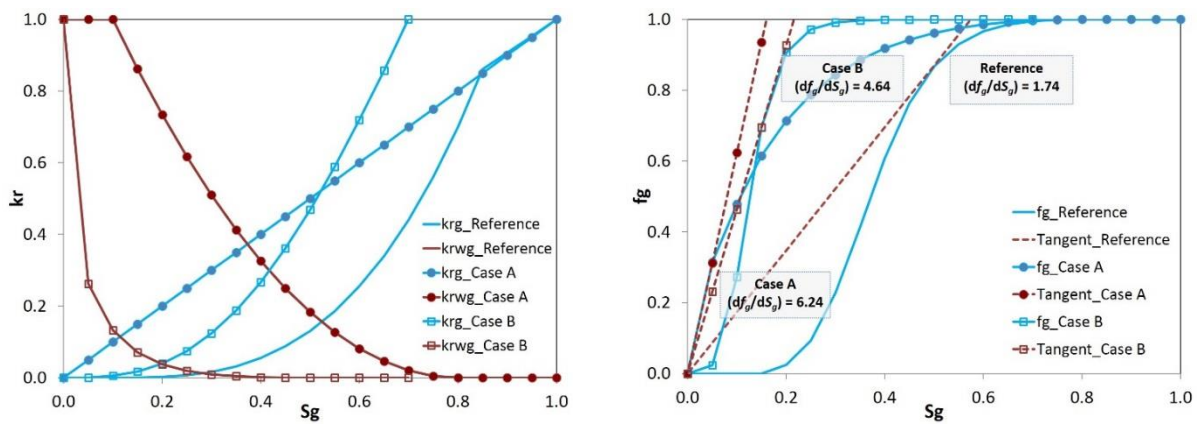 1.0
0.8
0.6
0.4
0.2
0.0
kr
0.0 0.2 0.4 0.6 0.8 1.0
Sg
krg_Reference
krwg_Reference
krg_Case A
krwg_Case A
krg_Case B
krwg_Case B
1.0
0.8
0.6
0.4
0.2
0.0
fg
0.0 0.2 0.4 0.6 0.8 1.0
Sg
Case B
(dfg/dSg) = 4.64
Reference
(dfg/dSg) = 1.74
Case A
(dfg/dSg) = 6.24
fg_Reference
Tangent_Reference
fg_Case A
Tangent_Case A
fg_Case B
Tangent_Case B